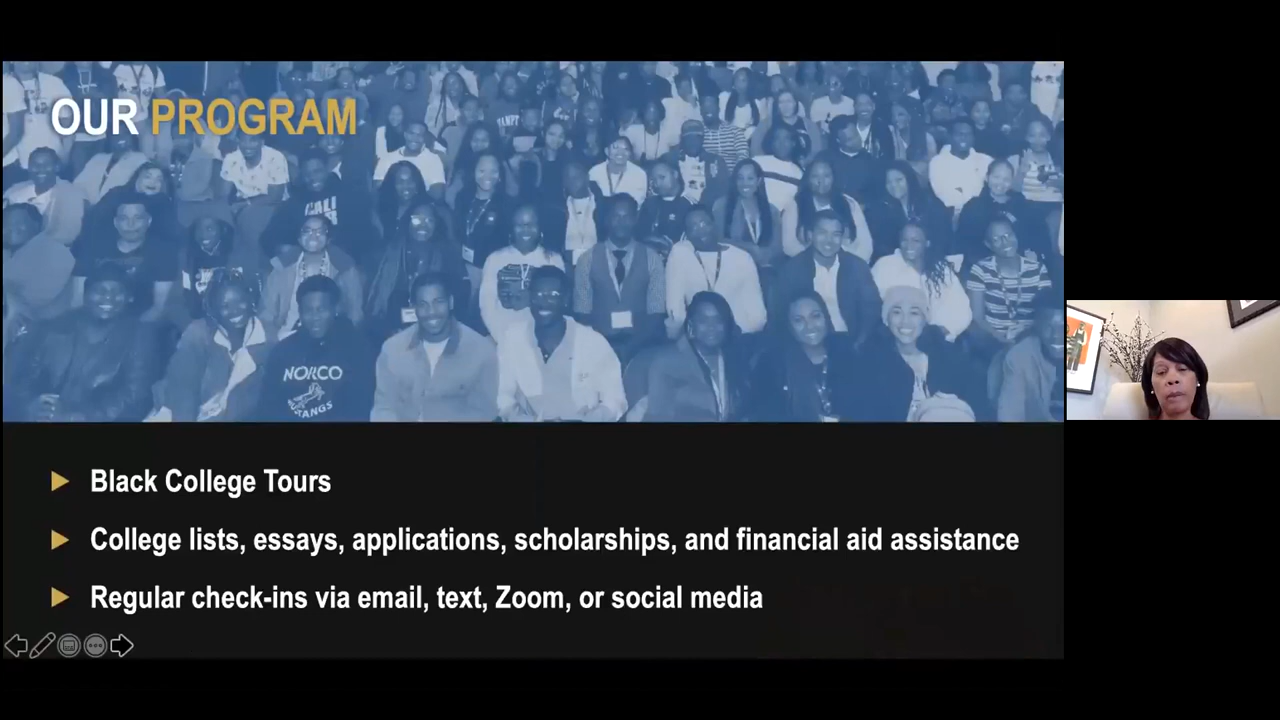 OUR PROGRAM
NORCO
Black College Tours
College lists, essays, applications, scholarships, and financial aid assistance
Regular check-ins via email, text, Zoom, or social media